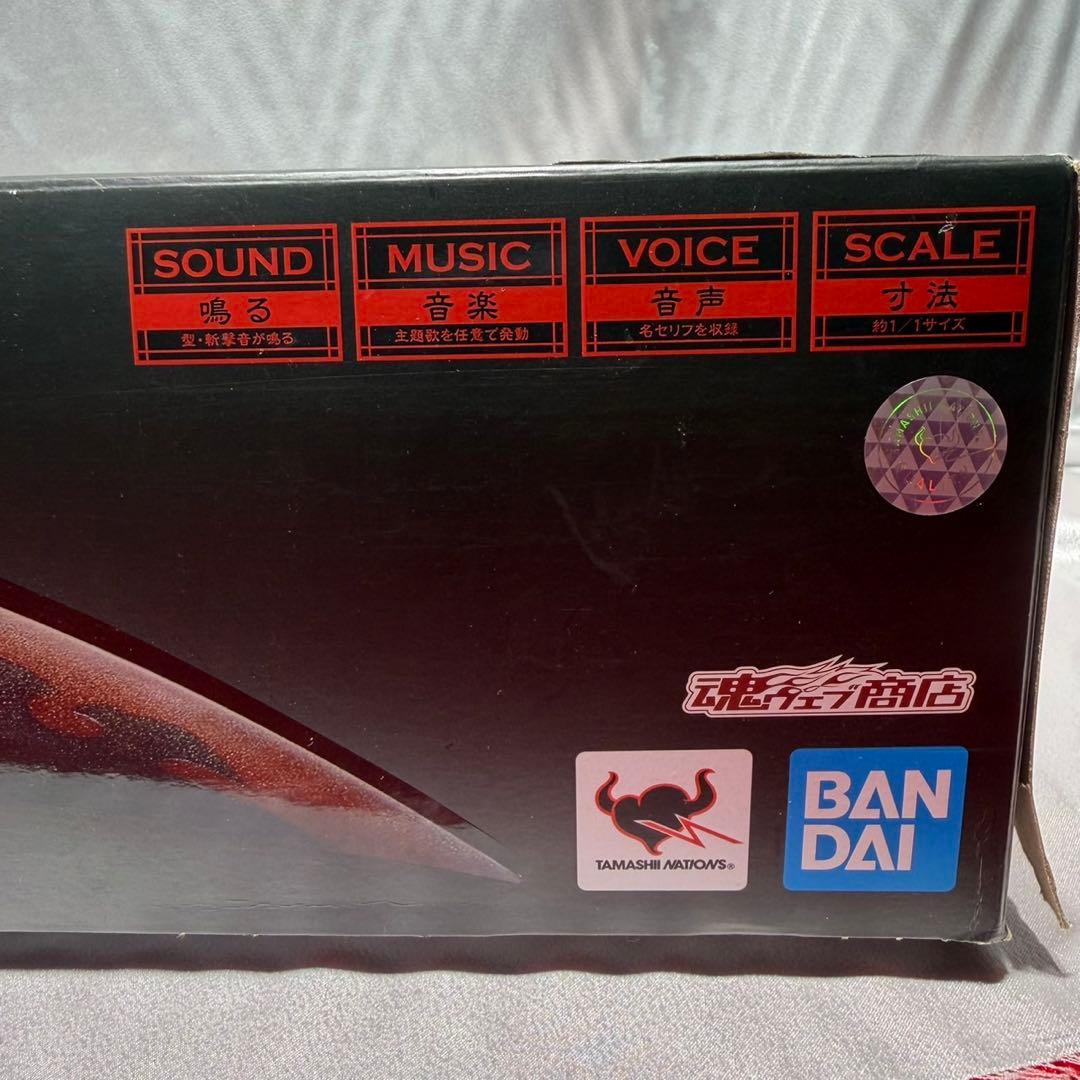 SOUND
鳴る
型・斬撃音が鳴る
MUSIC
音楽
主題歌を任意で発動
VOICE
音声
名セリフを収録
SCALE
寸法
約1/1サイズ
魂ウェブ商店
TAMASHII NATIONS®
BAN
DAI